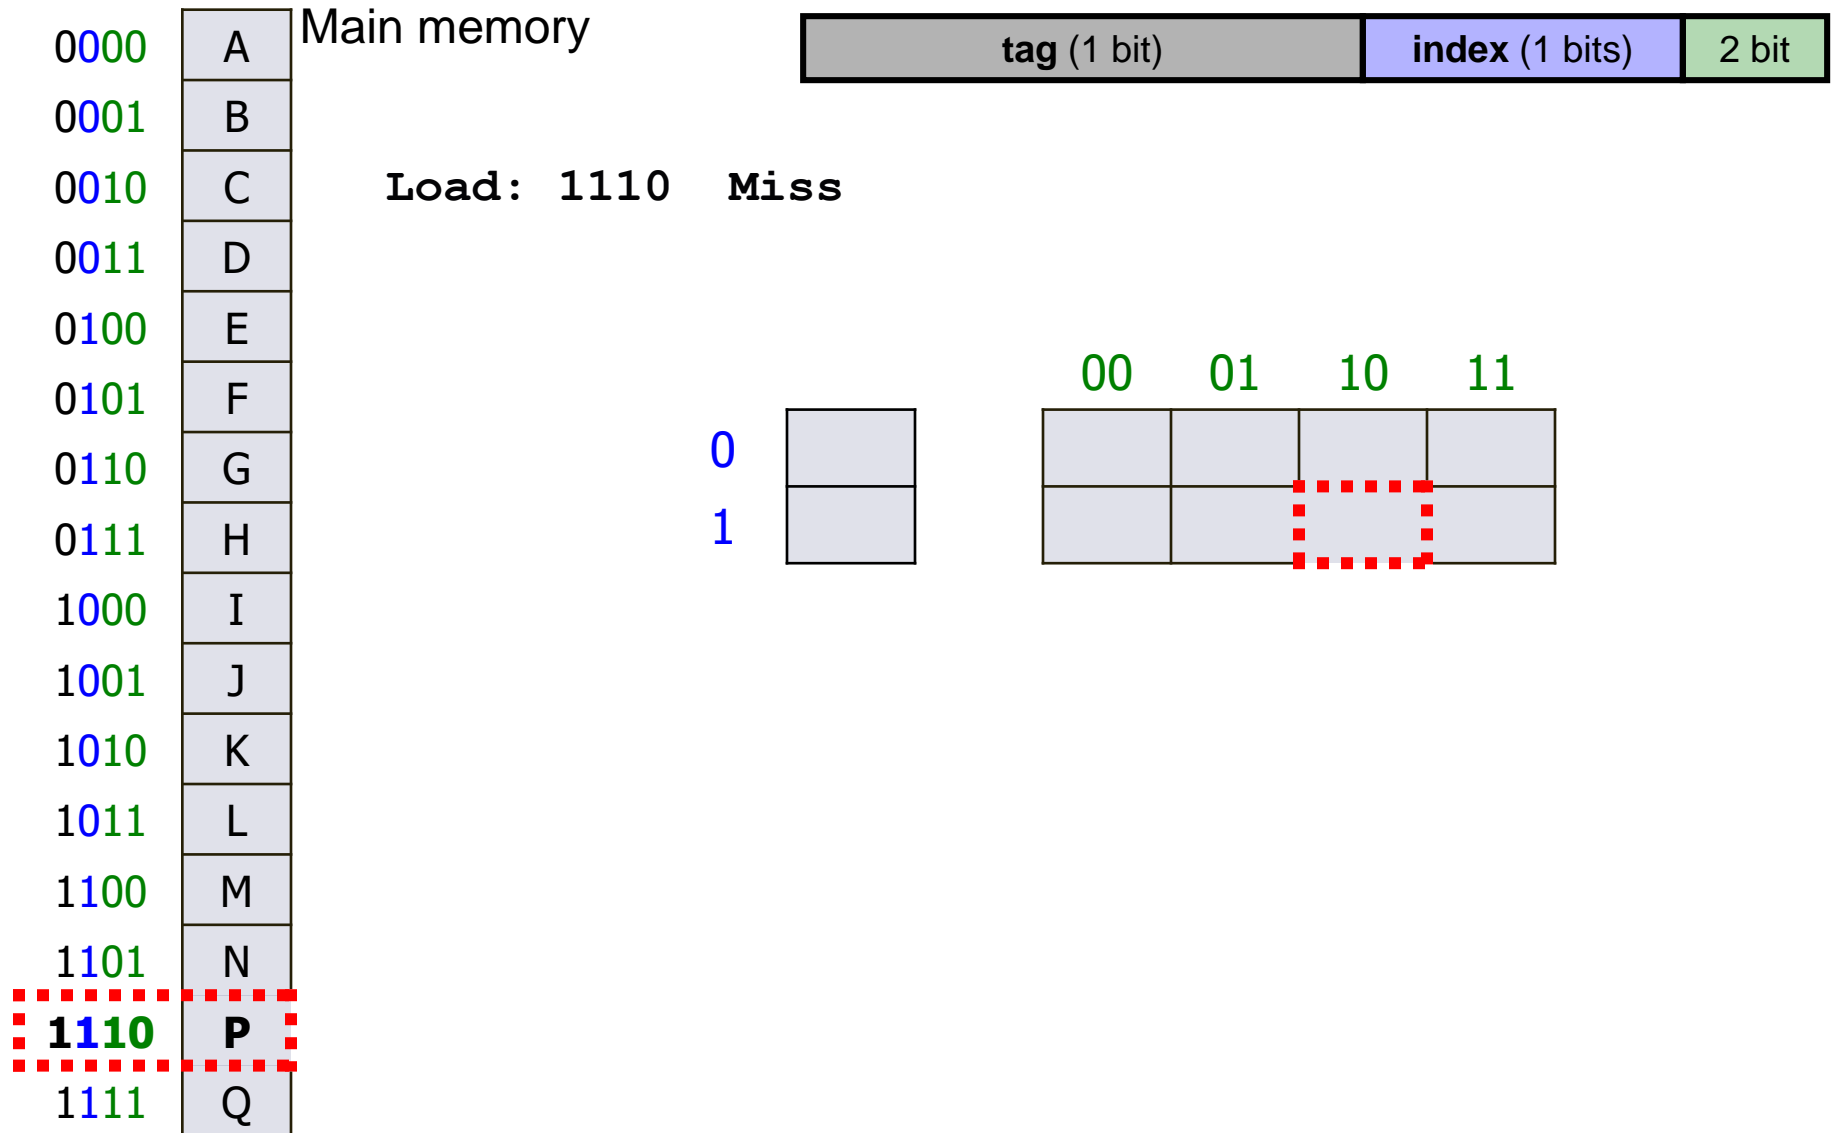 Main memory
tag (1 bit) index (1 bits) 2 bit
0000 A
0001 B
0010 C
Load: 1110 Miss
0011 D
0100 E
00 01 10 11
0101 F
0
0110 G
1
0111 H
1000 I
1001 J
1010 K
1011 L
1100 M
1101 N
1110 P
1111 Q